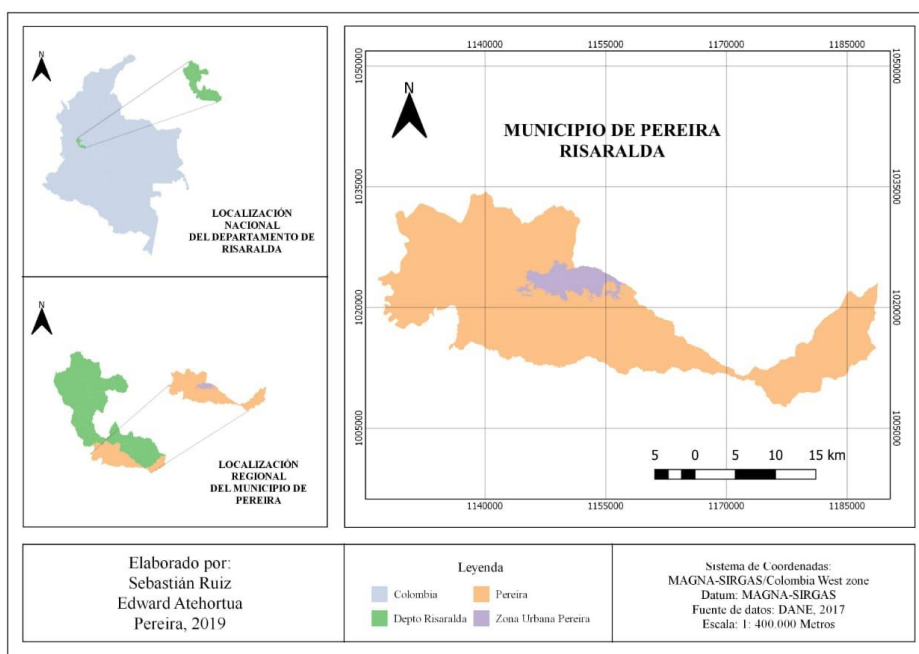 N
LOCALIZACIÓN
NACIONAL
DEL DEPARTAMENTO DE
RISARALDA
N
LOCALIZACIÓN
REGIONAL
DEL MUNICIPIO DE
PEREIRA
1140000 1155000 1170000 1185000
1050000 1050000
N
MUNICIPIO DE PEREIRA
RISARALDA
1035000 1035000
1020000 1020000
1005000 1005000
5 0 5 10 15 km
1140000 1155000 1170000 1185000
Elaborado por:
Sebastián Ruiz
Edward Atehortua
Pereira, 2019
Leyenda
Colombia Pereira
Depto Risaralda Zona Urbana Pereira
Sistema de Coordenadas:
MAGNA-SIRGAS/Colombia West zone
Datum: MAGNA-SIRGAS
Fuente de datos: DANE, 2017
Escala: 1: 400.000 Metros